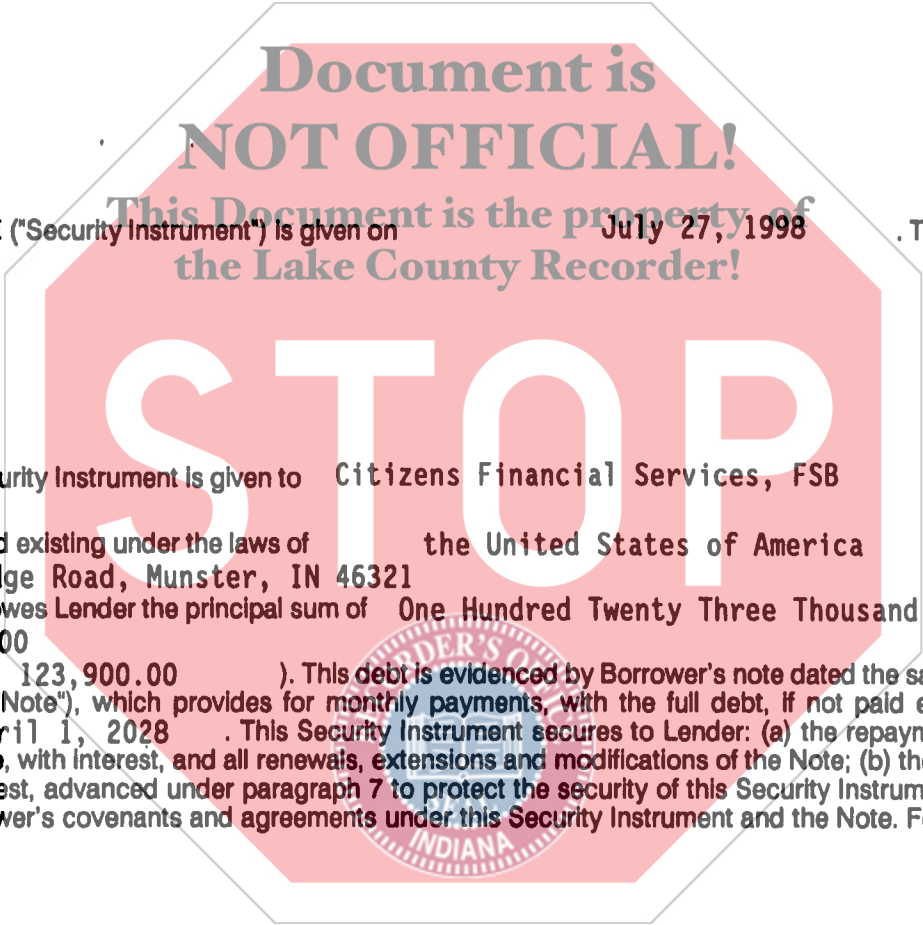 Document is
NOT OFFICIAL!
("Security Instrument") is given on July 27, 1998 . T
This Document is the property of
the Lake County Recorder!
STOP
urity Instrument is given to Citizens Financial Services, FSB
d existing under the laws of the United States of America
ge Road, Munster, IN 46321
wes Lender the principal sum of One Hundred Twenty Three Thousand
00
123,900.00 ). This debt is evidenced by Borrower's note dated the sa
Note"), which provides for monthly payments, with the full debt, if not paid e
ril 1, 2028 . This Security Instrument secures to Lender: (a) the repaym
, with interest, and all renewals, extensions and modifications of the Note; (b) the
est, advanced under paragraph 7 to protect the security of this Security Instrum
wer's covenants and agreements under this Security Instrument and the Note. F
SEAL
INDIANA